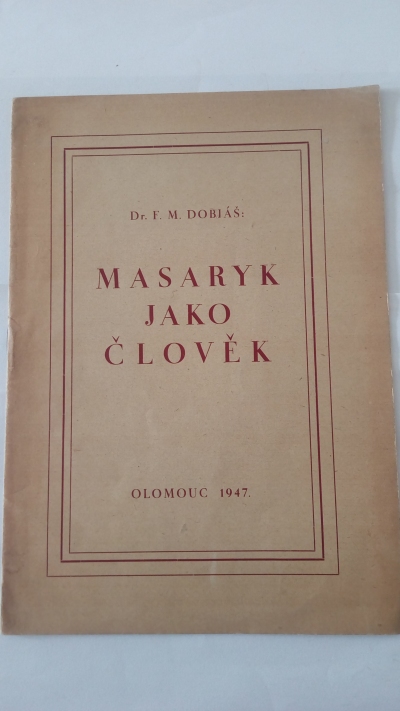 Dr. F. M. DOBIÁŠ:
MASARYK
JAKO
ČLOVĚK
OLOMOUC 1947.